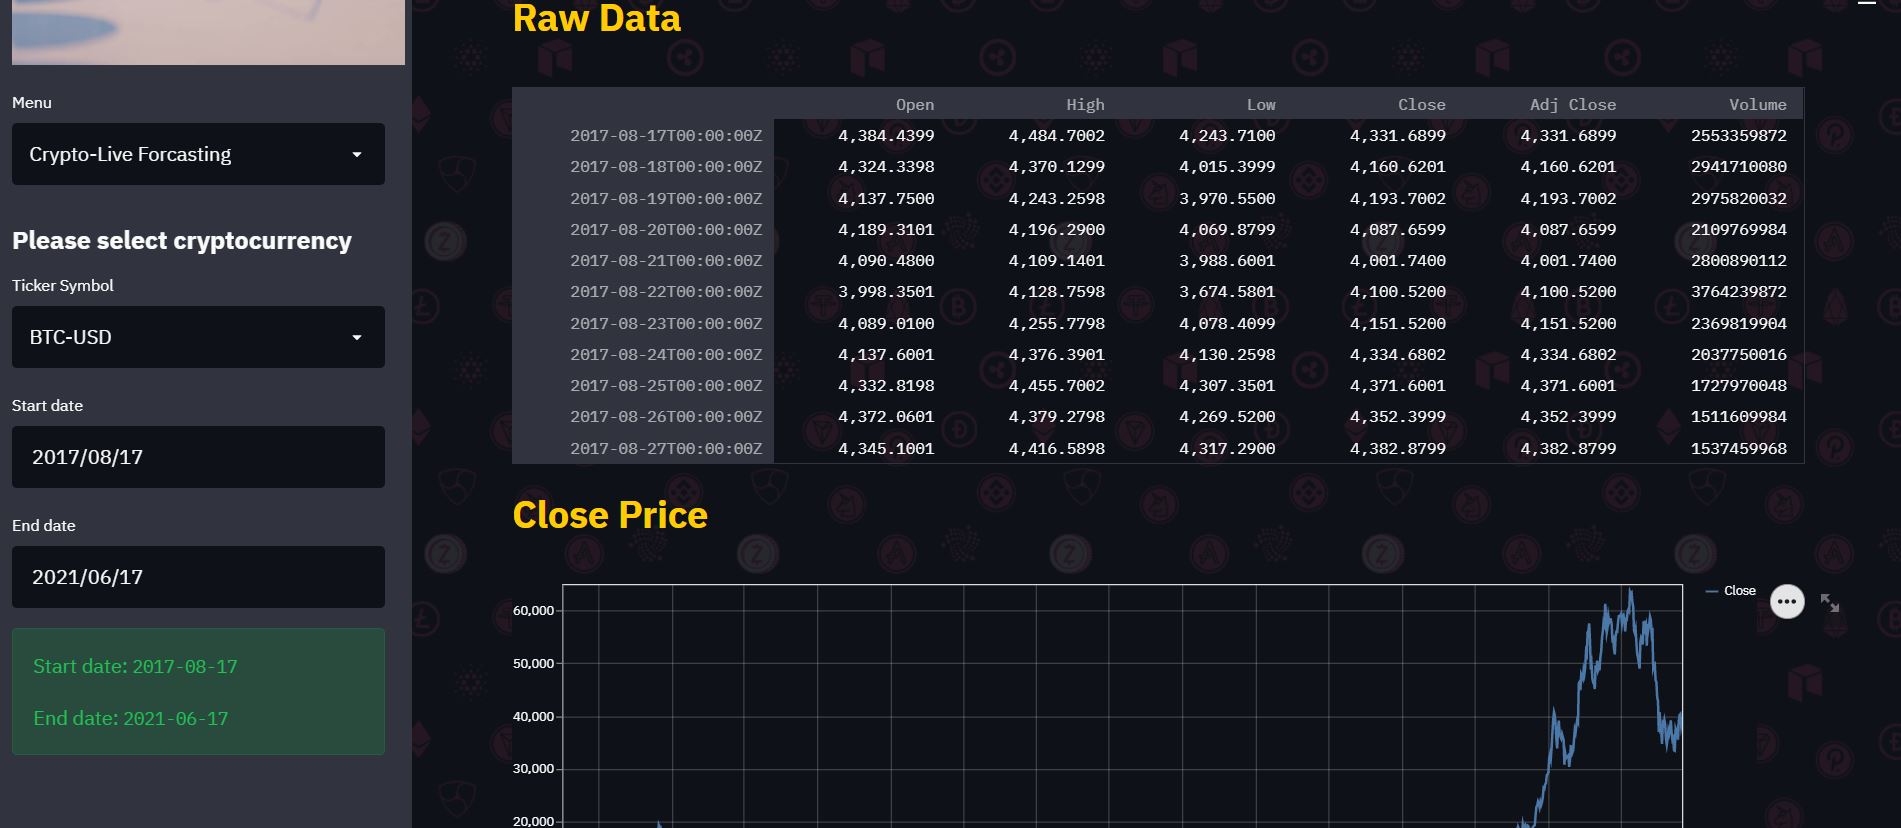 Menu
Crypto-Live Forcasting
Please select cryptocurrency
Ticker Symbol
BTC-USD
Start date
2017/08/17
End date
2021/06/17
Start date: 2017-08-17
End date: 2021-06-17
Raw Data
Open High Low Close Adj Close Volume
2017-08-17T00:00:00Z 4,384.4399 4,484.7002 4,243.7100 4,331.6899 4,331.6899 2553359872
2017-08-18T00:00:00Z 4,324.3398 4,370.1299 4,015.3999 4,160.6201 4,160.6201 2941710080
2017-08-19T00:00:00Z 4,137.7500 4,243.2598 3,970.5500 4,193.7002 4,193.7002 2975820032
2017-08-20T00:00:00Z 4,189.3101 4,196.2900 4,069.8799 4,087.6599 4,087.6599 2109769984
2017-08-21T00:00:00Z 4,090.4800 4,109.1401 3,988.6001 4,001.7400 4,001.7400 2800890112
2017-08-22T00:00:00Z 3,998.3501 4,128.7598 3,674.5801 4,100.5200 4,100.5200 3764239872
2017-08-23T00:00:00Z 4,089.0100 4,255.7798 4,078.4099 4,151.5200 4,151.5200 2369819904
2017-08-24T00:00:00Z 4,137.6001 4,376.3901 4,130.2598 4,334.6802 4,334.6802 2037750016
2017-08-25T00:00:00Z 4,332.8198 4,455.7002 4,307.3501 4,371.6001 4,371.6001 1727970048
2017-08-26T00:00:00Z 4,372.0601 4,379.2798 4,269.5200 4,352.3999 4,352.3999 1511609984
2017-08-27T00:00:00Z 4,345.1001 4,416.5898 4,317.2900 4,382.8799 4,382.8799 1537459968
Close Price
Close
60,000
50,000
40,000
30,000
20,000